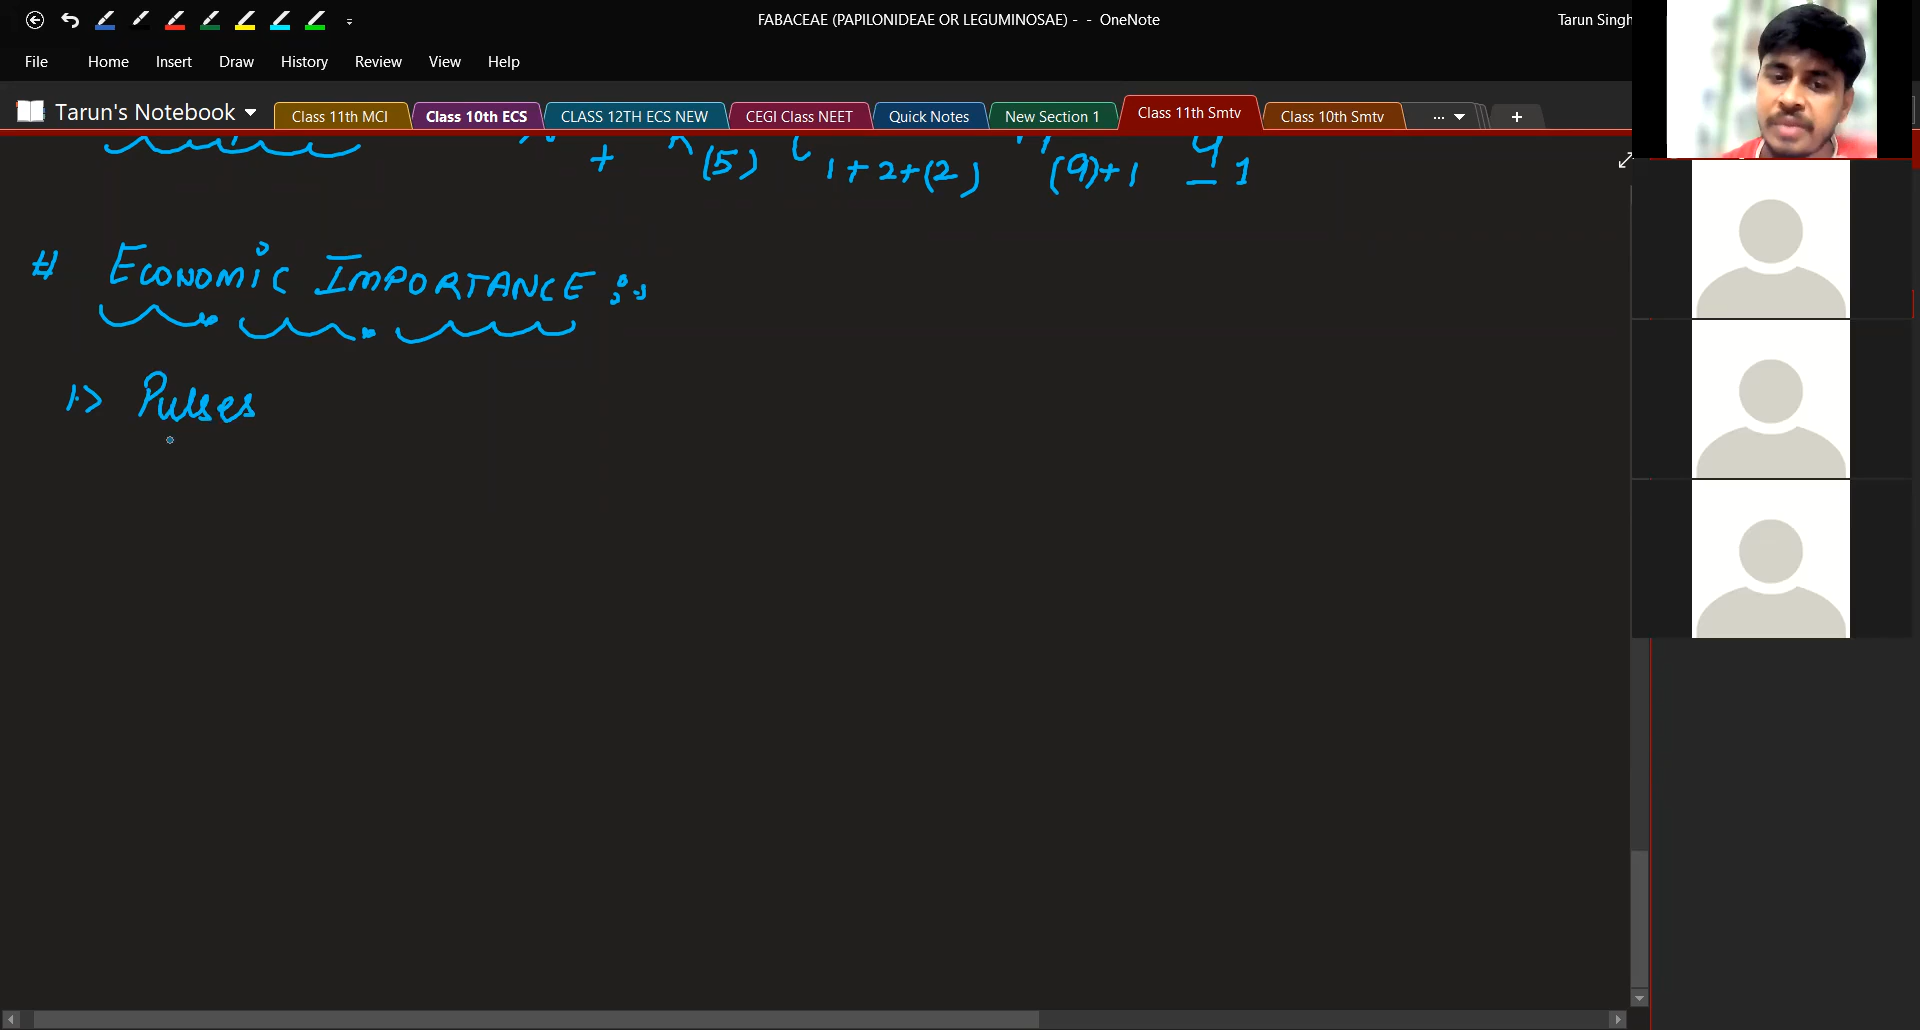 FABACEAE (PAPILONIDEAE OR LEGUMINOSAE) - - OneNote
Tarun Singh
File Home Insert Draw History Review View Help
Tarun's Notebook Class 11th MCI Class 10th ECS CLASS 12TH ECS NEW CEGI Class NEET Quick Notes New Section 1 Class 11th Smtv Class 10th Smtv ... +
+ (5) 1+2+(2) (9)+1 1
# ECONOMIC IMPORTANCE :
1.> Pulses